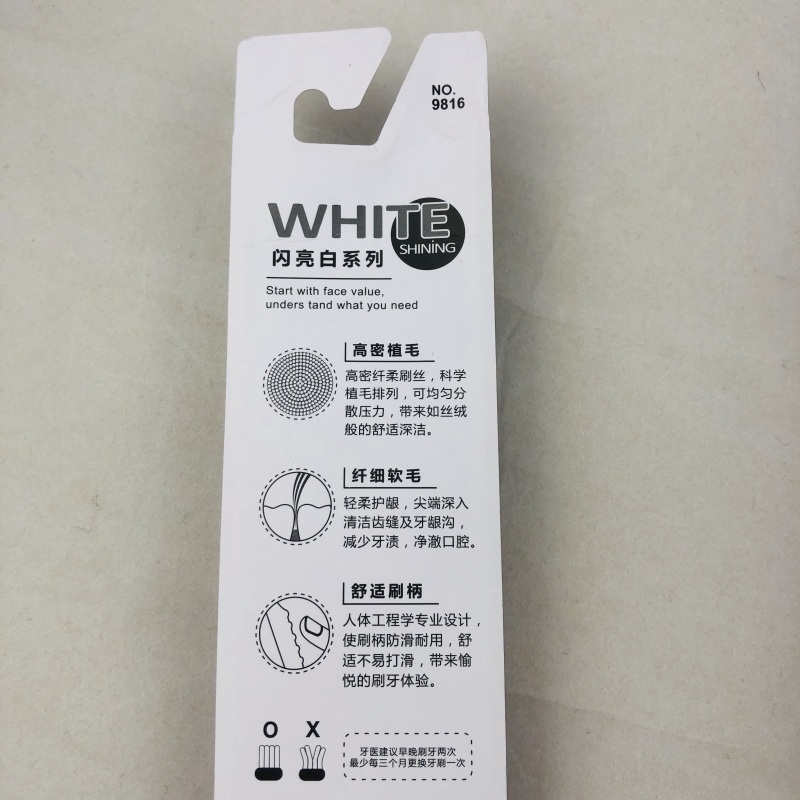 NO.
9816
WHITE
SHINING
闪亮白系列
Start with face value,
unders tand what you need
高密植毛
高密纤柔刷丝，科学
植毛排列，可均匀分
散压力，带来如丝绒
般的舒适深洁。
纤细软毛
轻柔护龈，尖端深入
清洁齿缝及牙龈沟，
减少牙渍，净澈口腔。
舒适刷柄
人体工程学专业设计，
使刷柄防滑耐用，舒
适不易打滑，带来愉
悦的刷牙体验。
O X
牙医建议早晚刷牙两次
最少每三个月更换牙刷一次